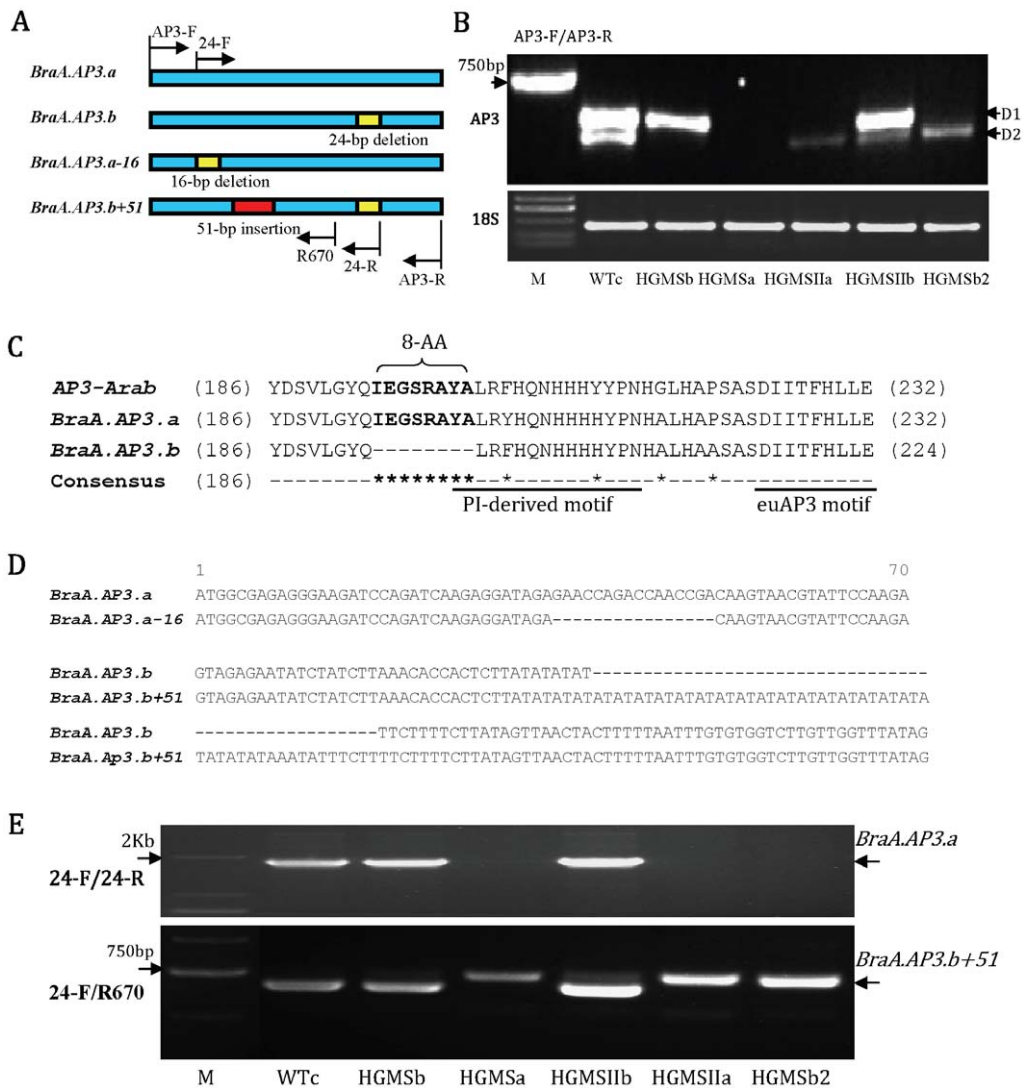 A
AP3-F
24-F
BraA.AP3.a
BraA.AP3.b
24-bp deletion
BraA.AP3.a-16
16-bp deletion
BraA.AP3.b+51
51-bp insertion
R670
24-R
AP3-R
B
AP3-F/AP3-R
750bp
AP3
D1
D2
18S
M WTc HGMSb HGMSa HGMSIIa HGMSIIb HGMSb2
C
8-AA
AP3-Arab (186) YDSVLGYQIEGSRAYALRFHQNHHHYYPNHGLHAPSASDIITFHLLE (232)
BraA.AP3.a (186) YDSVLGYQIEGSRAYALRYHQNHHHYYPNHALHAPSASDIITFHLLE (232)
BraA.AP3.b (186) YDSVLGYQ--------LRFHQNHHHHYPNHALHAASASDIITFHLLE (224)
Consensus (186) --------********--*------*----*---*------------
PI-derived motif
euAP3 motif
D
1 70
BraA.AP3.a ATGGCGAGAGGGAAGATCCAGATCAAGAGGATAGAGAACCAGACCAACCGACAAGTAACGTATTCCAAGA
BraA.AP3.a-16 ATGGCGAGAGGGAAGATCCAGATCAAGAGGATAGA----------------CAAGTAACGTATTCCAAGA
BraA.AP3.b GTAGAGAATATCTATCTTAAACACCACTCTTATATATAT---------------------------------
BraA.AP3.b+51 GTAGAGAATATCTATCTTAAACACCACTCTTATATATATATATATATATATATATATATATATATATATATA
BraA.AP3.b ------------------TTCTTTTCTTATAGTTAACTACTTTTTAATTTGTGTGGTCTTGTTGGTTTATAG
BraA.Ap3.b+51 TATATATAAATATTTCTTTTCTTTTCTTATAGTTAACTACTTTTTAATTTGTGTGGTCTTGTTGGTTTATAG
E
2Kb
24-F/24-R
BraA.AP3.a
750bp
24-F/R670
BraA.AP3.b+51
M WTc HGMSb HGMSa HGMSIIb HGMSIIa HGMSb2